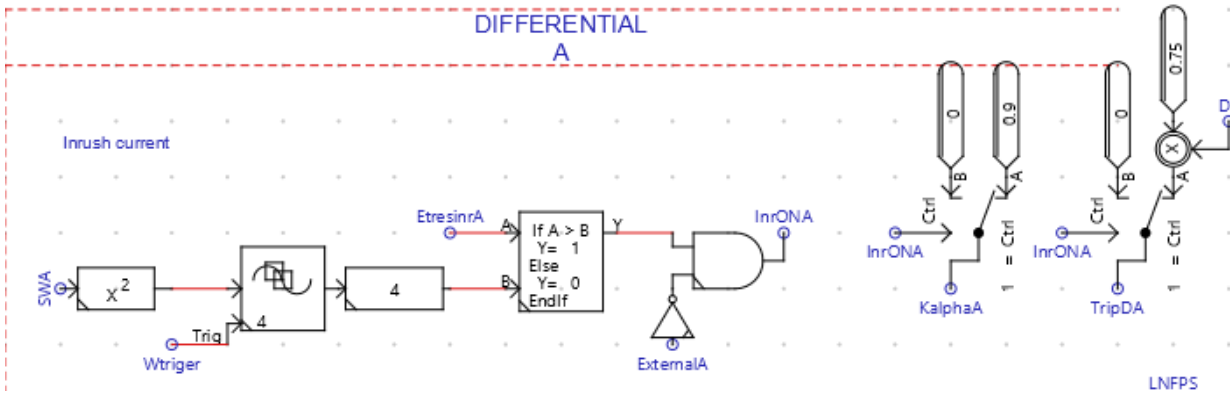 DIFFERENTIAL
A
Inrush current
0
0.9
0
0.75
D
X
B
A
B
A
Ctrl
Ctrl
InrONA
InrONA
1 = Ctrl
1 = Ctrl
KalphaA
TripDA
EtresinrA
A
If A > B
Y= 1
Else
Y= 0
EndIf
Y
B
InrONA
SWA
x2
Trig
4
4
Wtriger
ExternalA
LNFPS